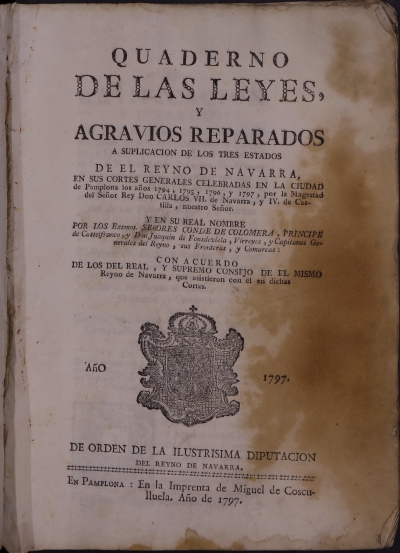 QUADERNO
DE LAS LEYES,
Y
AGRAVIOS REPARADOS
A SUPLICACION DE LOS TRES ESTADOS
DE EL REYNO DE NAVARRA,
EN SUS CORTES GENERALES CELEBRADAS EN LA CIUDAD
de Pamplona los años 1794, 1795, 1796, y 1797, por la Magestad
del Señor Rey Don CARLOS VII. de Navarra, y IV. de Cas-
tilla, nuestro Señor.
Y EN SU REAL NOMBRE
POR LOS Excmos. SEÑORES CONDE DE COLOMERA, PRINCIPE
de Castelfranco, y Don Joaquin de Fonsdeviela, Virreyes, y Capitanes Ge-
nerales del Reyno, sus Fronteras, y Comarcas:
CON ACUERDO
DE LOS DEL REAL, Y SUPREMO CONSEJO DE EL MISMO
Reyno de Navarra, que asistieron con él en dichas
Cortes.
AÑO 1797.
DE ORDEN DE LA ILUSTRISIMA DIPUTACION
DEL REYNO DE NAVARRA.
EN PAMPLONA: En la Imprenta de Miguel de Coscu-
lluela. Año de 1797.